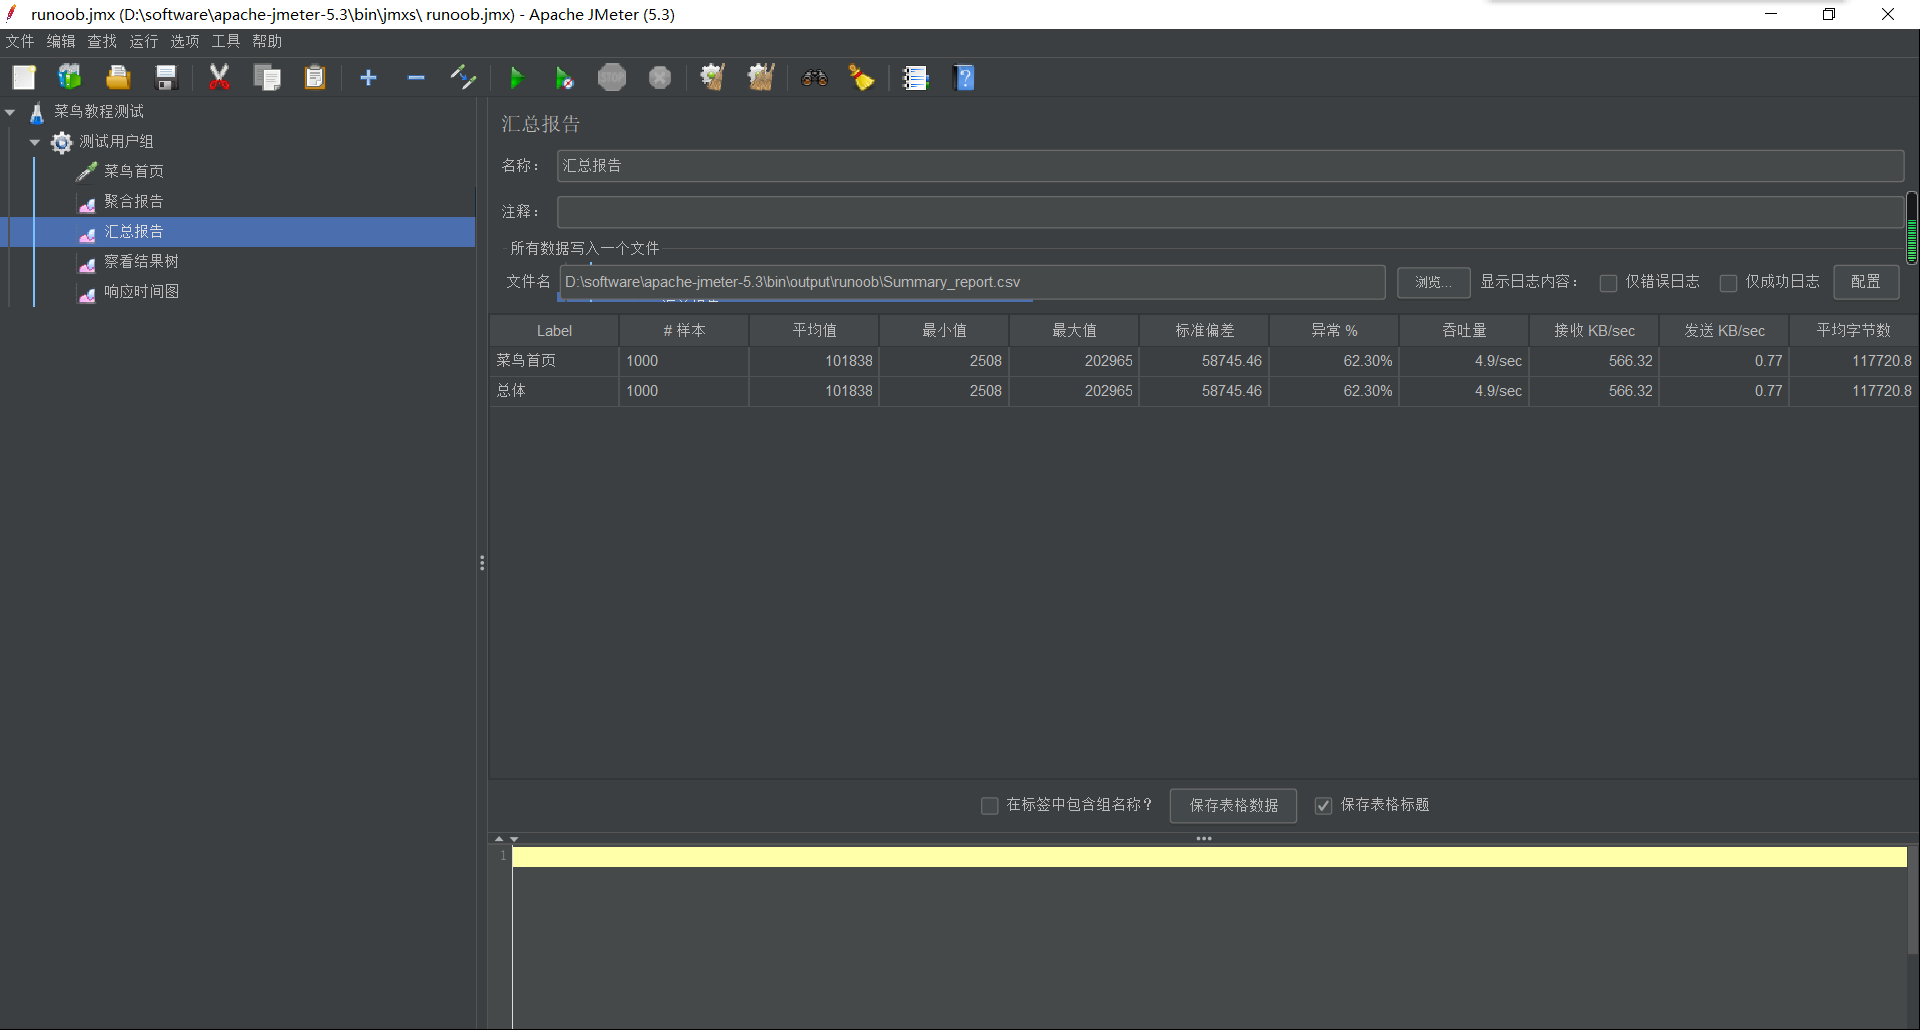 runoob.jmx (D:\software\apache-jmeter-5.3\bin\jmxs\ runoob.jmx) - Apache JMeter (5.3)
文件 编辑 查找 运行 选项 工具 帮助
STOP
菜鸟教程测试
测试用户组
菜鸟首页
聚合报告
汇总报告
察看结果树
响应时间图
汇总报告
名称： 汇总报告
注释：
所有数据写入一个文件
文件名 D:\software\apache-jmeter-5.3\bin\output\runoob\Summary_report.csv 浏览... 显示日志内容： 仅错误日志 仅成功日志 配置
Label # 样本 平均值 最小值 最大值 标准偏差 异常 % 吞吐量 接收 KB/sec 发送 KB/sec 平均字节数
菜鸟首页 1000 101838 2508 202965 58745.46 62.30% 4.9/sec 566.32 0.77 117720.8
总体 1000 101838 2508 202965 58745.46 62.30% 4.9/sec 566.32 0.77 117720.8
在标签中包含组名称？ 保存表格数据 保存表格标题
1